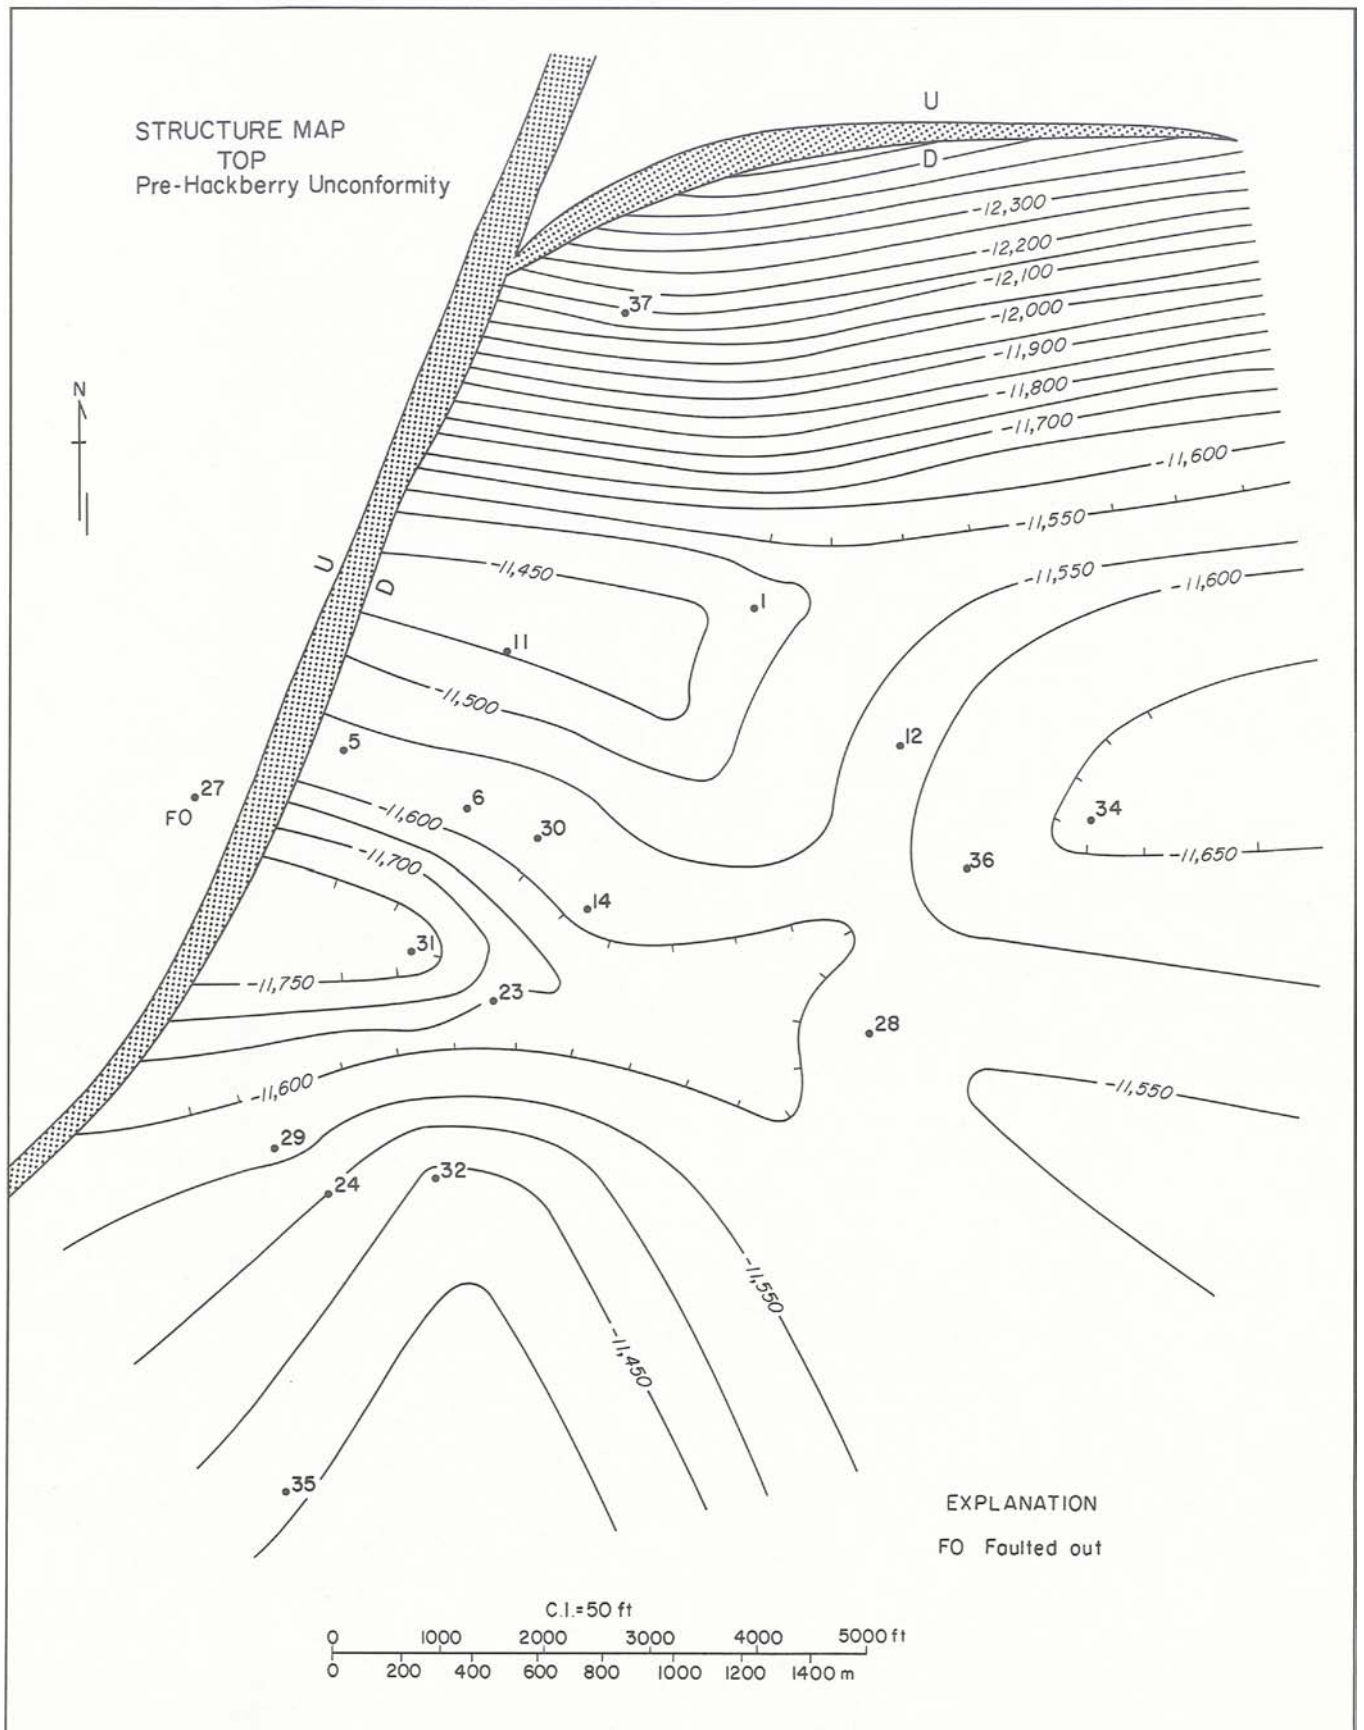 STRUCTURE MAP
TOP
Pre-Hackberry Unconformity
U
D
-12,300
-12,200
-12,100
37
-12,000
-11,900
N
-11,800
-11,700
-11,600
-11,550
U
D
-11,450
-11,550
-11,600
1
11
-11,500
5
12
27
FO
6
-11,600
30
34
-11,700
-11,650
36
14
31
-11,750
23
28
-11,600
-11,550
29
24
32
-11,550
-11,450
35
EXPLANATION
FO Faulted out
C.I.=50 ft
0 1000 2000 3000 4000 5000 ft
0 200 400 600 800 1000 1200 1400 m